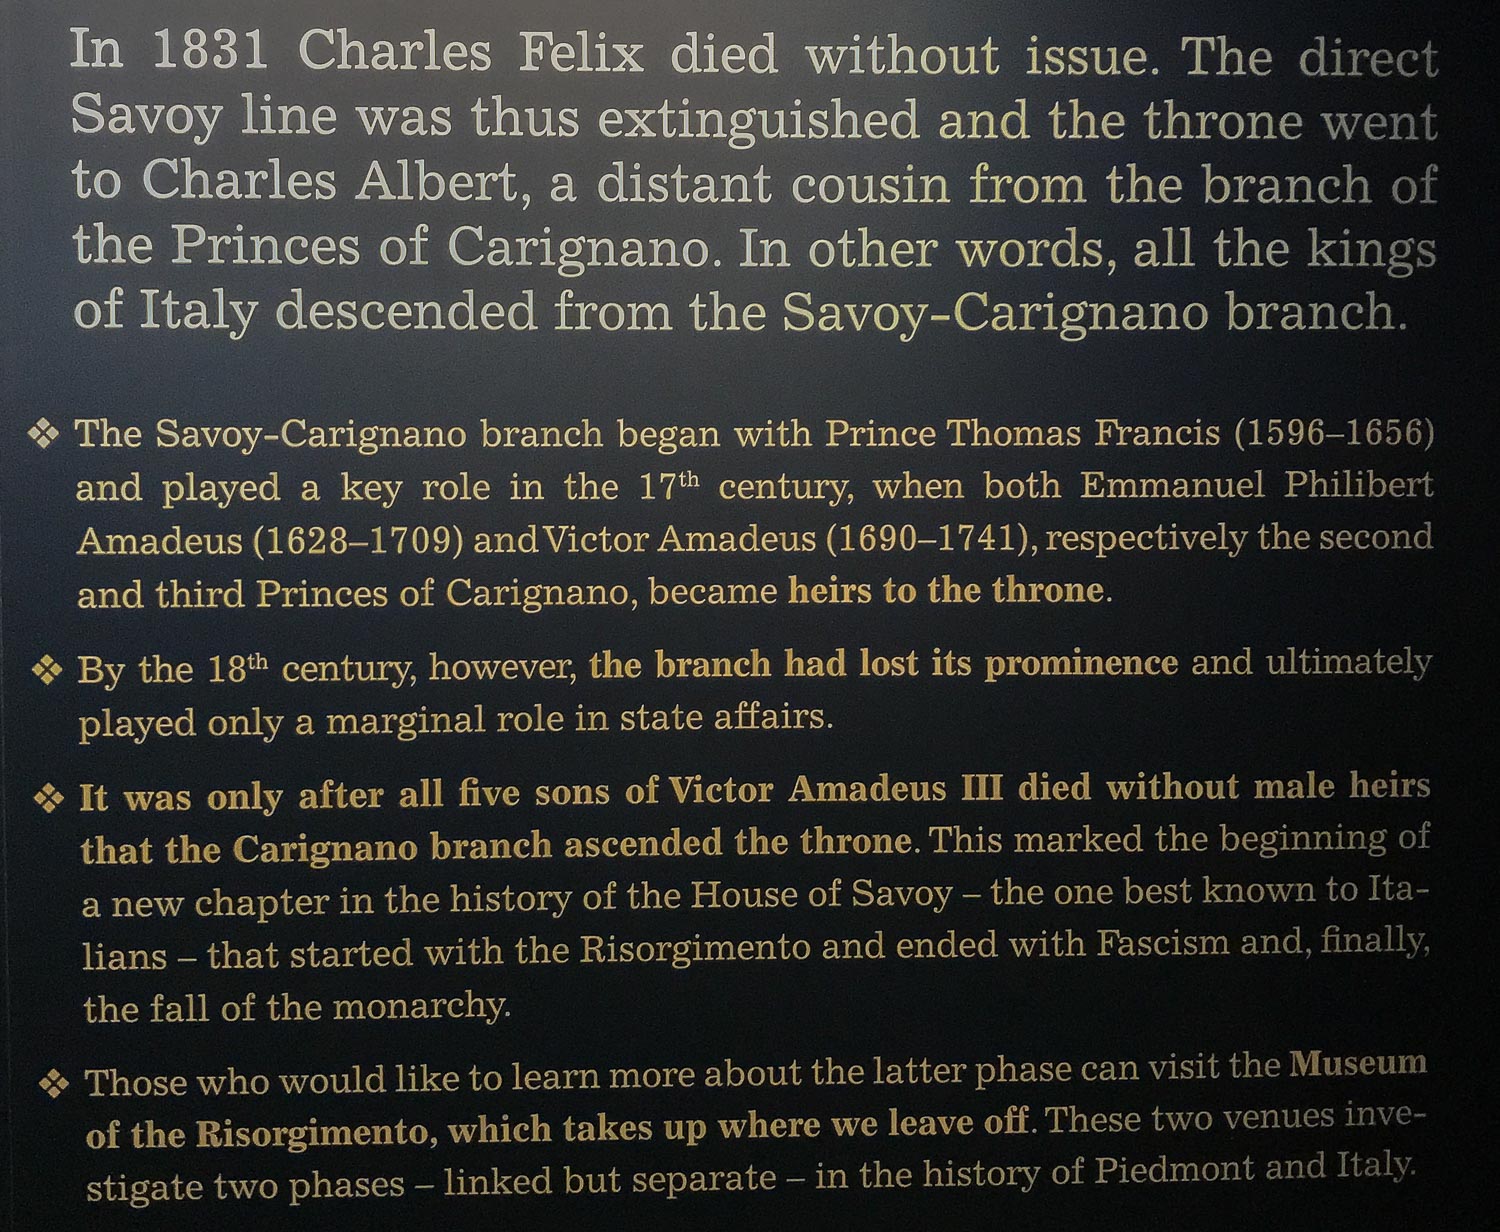 In 1831 Charles Felix died without issue. The direct
Savoy line was thus extinguished and the throne went
to Charles Albert, a distant cousin from the branch of
the Princes of Carignano. In other words, all the kings
of Italy descended from the Savoy-Carignano branch.
❖ The Savoy-Carignano branch began with Prince Thomas Francis (1596–1656)
and played a key role in the 17th century, when both Emmanuel Philibert
Amadeus (1628–1709) and Victor Amadeus (1690–1741), respectively the second
and third Princes of Carignano, became heirs to the throne.
❖ By the 18th century, however, the branch had lost its prominence and ultimately
played only a marginal role in state affairs.
❖ It was only after all five sons of Victor Amadeus III died without male heirs
that the Carignano branch ascended the throne. This marked the beginning of
a new chapter in the history of the House of Savoy – the one best known to Ita-
lians – that started with the Risorgimento and ended with Fascism and, finally,
the fall of the monarchy.
❖ Those who would like to learn more about the latter phase can visit the Museum
of the Risorgimento, which takes up where we leave off. These two venues inve-
stigate two phases – linked but separate – in the history of Piedmont and Italy.